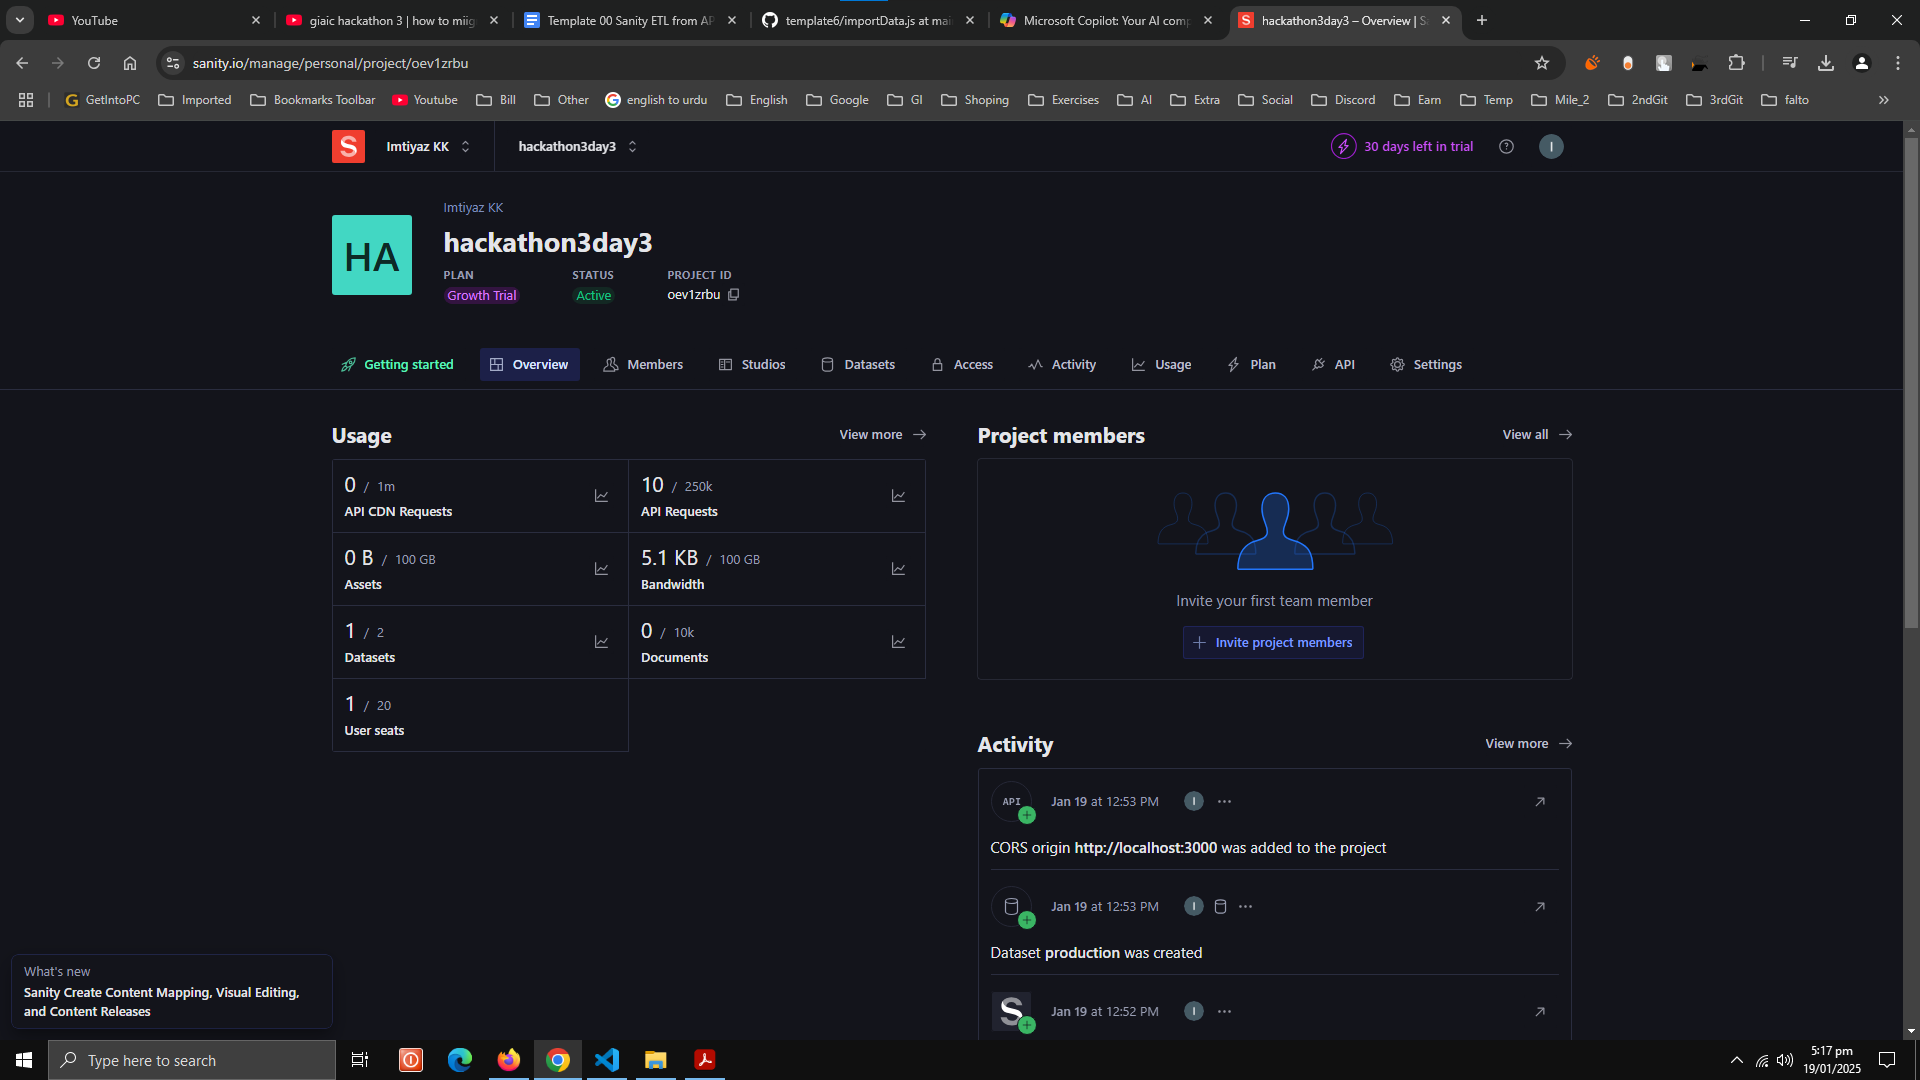 YouTube
giaic hackathon 3 | how to miig
Template 00 Sanity ETL from AP
template6/importData.js at mai
Microsoft Copilot: Your AI comp
hackathon3day3 – Overview | S
sanity.io/manage/personal/project/oev1zrbu
GetIntoPC
Imported
Bookmarks Toolbar
Youtube
Bill
Other
english to urdu
English
Google
GI
Shoping
Exercises
AI
Extra
Social
Discord
Earn
Temp
Mile_2
2ndGit
3rdGit
falto
S
Imtiyaz KK
hackathon3day3
30 days left in trial
I
HA
Imtiyaz KK
hackathon3day3
PLAN
STATUS
PROJECT ID
Growth Trial
Active
oev1zrbu
Getting started
Overview
Members
Studios
Datasets
Access
Activity
Usage
Plan
API
Settings
Usage
View more
0 / 1m
API CDN Requests
10 / 250k
API Requests
0 B / 100 GB
Assets
5.1 KB / 100 GB
Bandwidth
1 / 2
Datasets
0 / 10k
Documents
1 / 20
User seats
Project members
View all
Invite your first team member
Invite project members
Activity
View more
API
Jan 19 at 12:53 PM
I
CORS origin http://localhost:3000 was added to the project
Jan 19 at 12:53 PM
I
Dataset production was created
S
Jan 19 at 12:52 PM
I
What's new
Sanity Create Content Mapping, Visual Editing,
and Content Releases
Type here to search
5:17 pm
19/01/2025